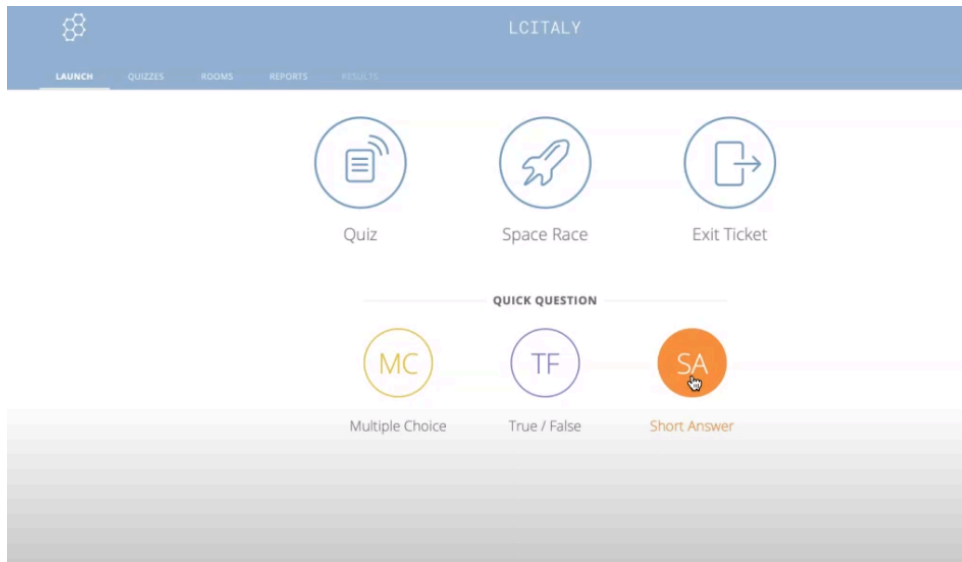 LCITALY
LAUNCH QUIZZES ROOMS REPORTS RESULTS
Quiz Space Race Exit Ticket
QUICK QUESTION
MC TF SA
Multiple Choice True / False Short Answer